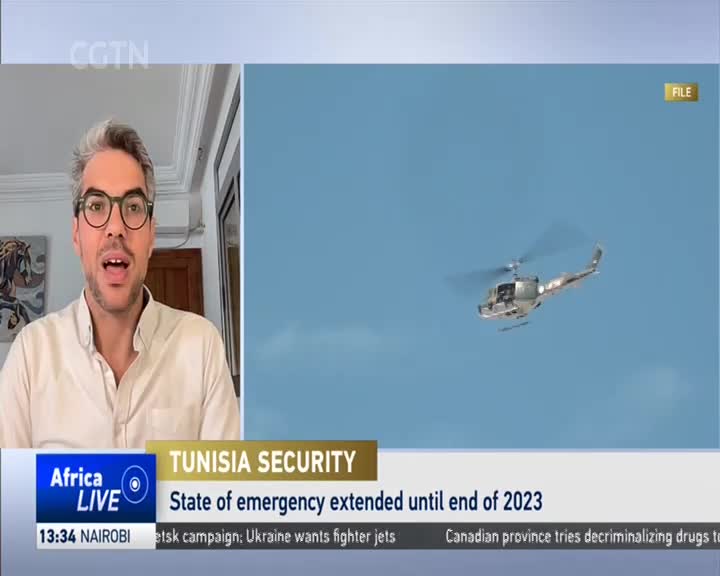 CGTN
FILE
TUNISIA SECURITY
Africa
LIVE
State of emergency extended until end of 2023
13:34 NAIROBI
etsk campaign; Ukraine wants fighter jets
Canadian province tries decriminalizing drugs t